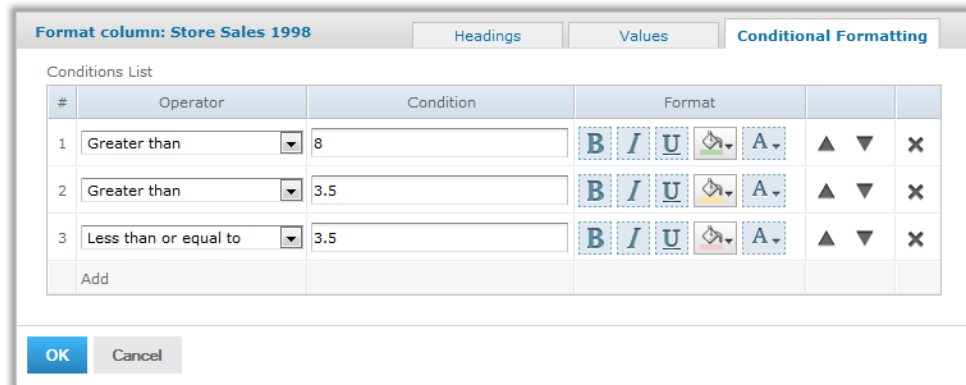 Format column: Store Sales 1998 Headings Values Conditional Formatting
Conditions List
# Operator Condition Format
1 Greater than 8 B I U A
2 Greater than 3.5 B I U A
3 Less than or equal to 3.5 B I U A
Add
OK Cancel